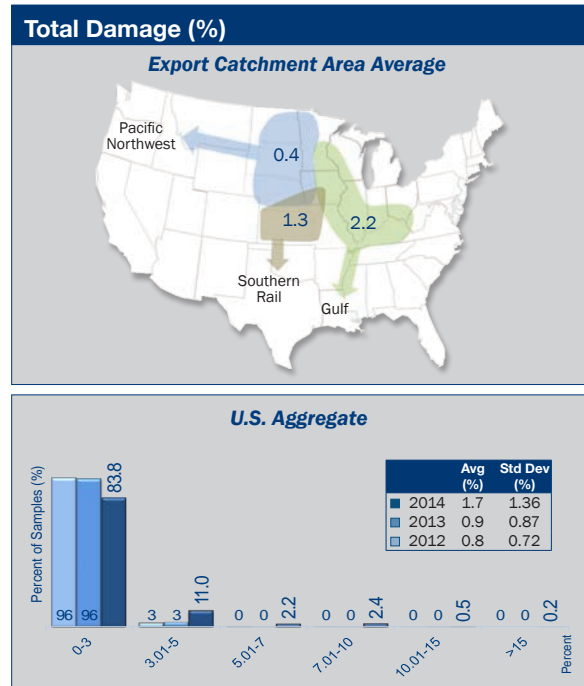 Total Damage (%)
Export Catchment Area Average
Pacific
Northwest
0.4
1.3
2.2
Southern
Rail
Gulf
U.S. Aggregate
Percent of Samples (%)
Avg Std Dev
(%) (%)
2014 1.7 1.36
2013 0.9 0.87
2012 0.8 0.72
96 96 83.8
3 3 11.0
0 0 2.2
0 0 2.4
0 0 0.5
0 0 0.2
0-3
3.01-5
5.01-7
7.01-10
10.01-15
>15
Percent